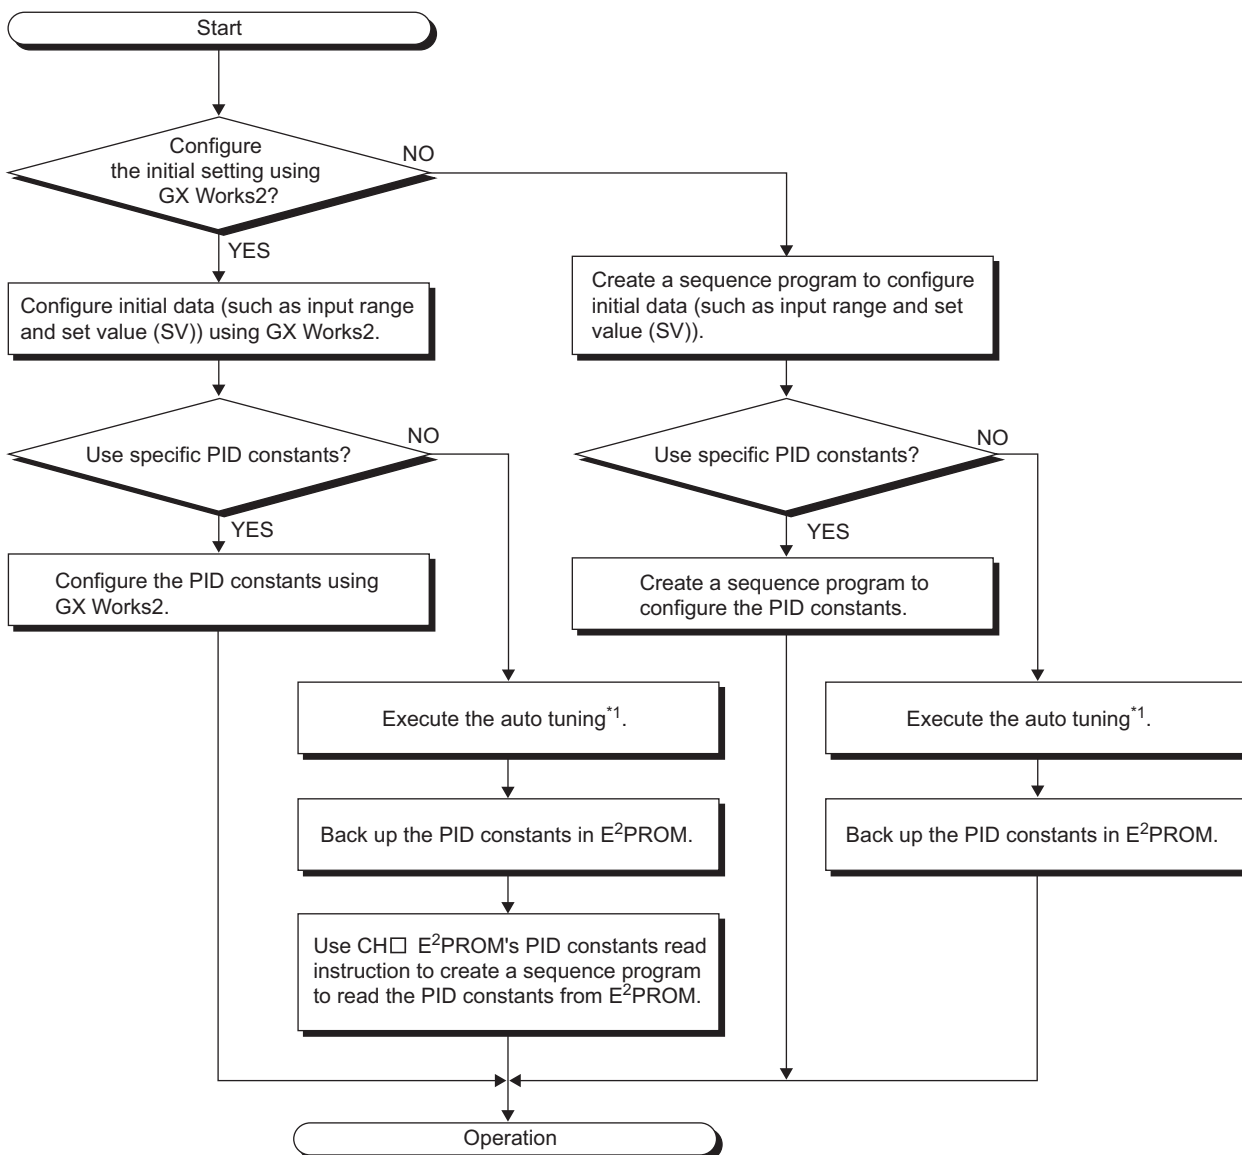 Start
Configure
the initial setting using
GX Works2?
NO
YES
Configure initial data (such as input range
and set value (SV)) using GX Works2.
Create a sequence program to configure
initial data (such as input range and set
value (SV)).
Use specific PID constants?
NO
YES
Use specific PID constants?
NO
YES
Configure the PID constants using
GX Works2.
Create a sequence program to
configure the PID constants.
Execute the auto tuning*1.
Execute the auto tuning*1.
Back up the PID constants in E2PROM.
Back up the PID constants in E2PROM.
Use CH□ E2PROM's PID constants read
instruction to create a sequence program
to read the PID constants from E2PROM.
Operation